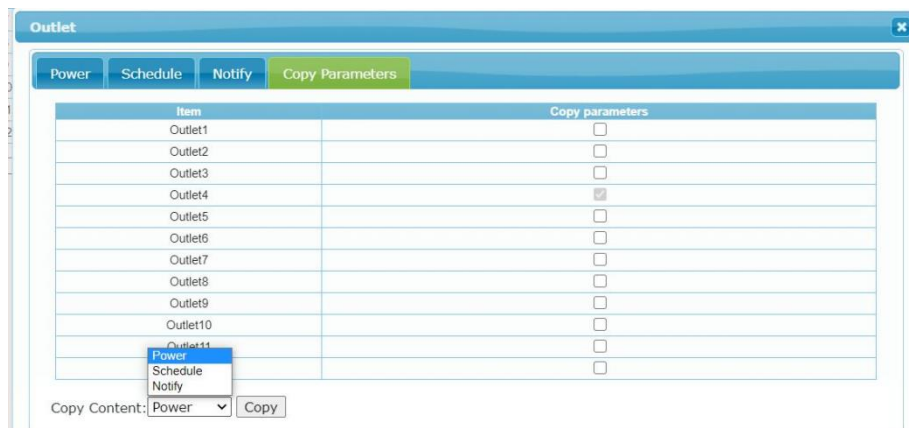 Outlet
Power Schedule Notify Copy Parameters
Item Copy parameters
Outlet1
Outlet2
Outlet3
Outlet4
Outlet5
Outlet6
Outlet7
Outlet8
Outlet9
Outlet10
Outlet11
Power
Schedule
Notify
Copy Content: Power Copy